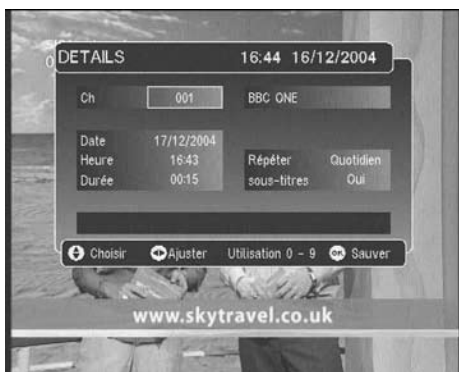 DETAILS 16:44 16/12/2004
Ch 001 BBC ONE
Date 17/12/2004
Heure 16:43 Répéter Quotidien
Durée 00:15 sous-titres Oui
Choisir Ajuster Utilisation 0 - 9 OK Sauver
www.skytravel.co.uk